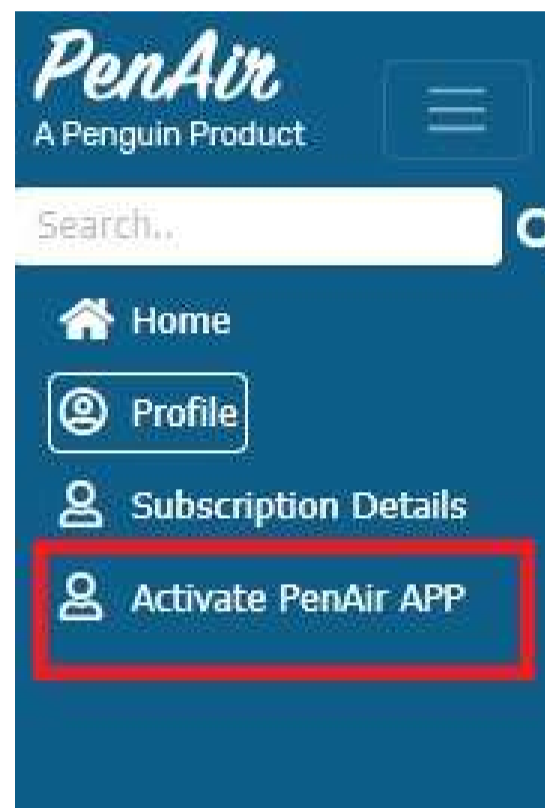 PenAir
A Penguin Product
Search..
Home
Profile
Subscription Details
Activate PenAir APP